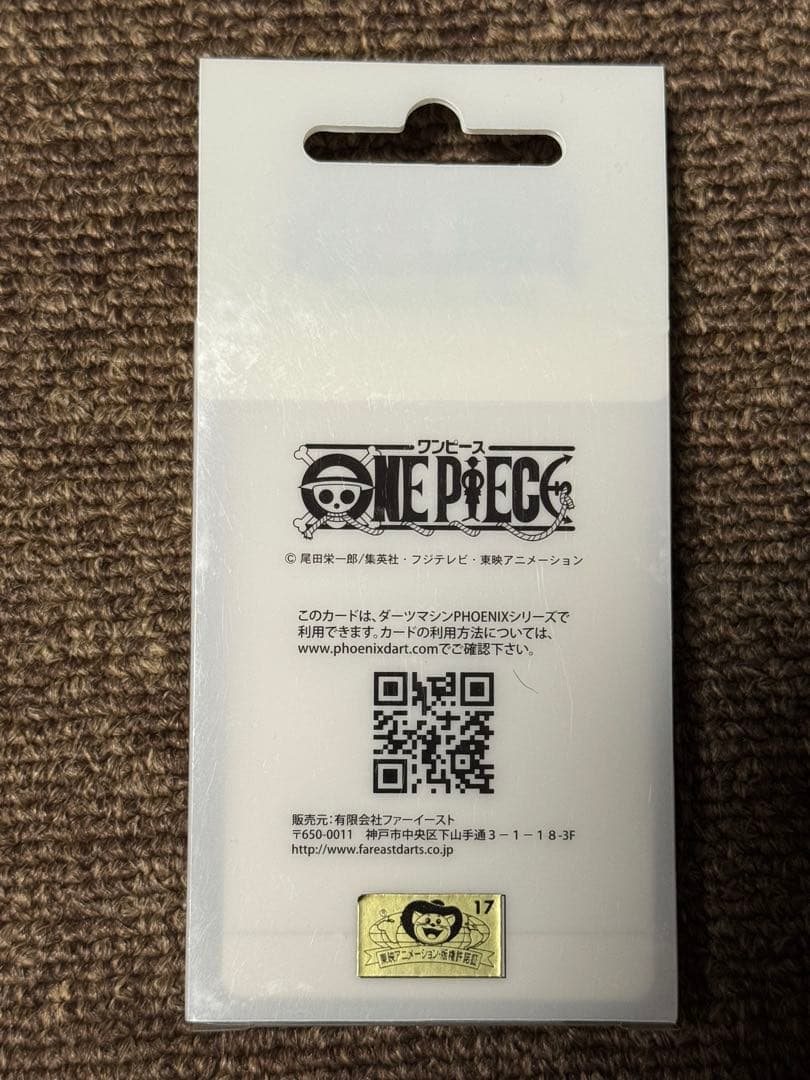 ワンピース
ONE PIECE
© 尾田栄一郎/集英社・フジテレビ・東映アニメーション
このカードは、ダーツマシンPHOENIXシリーズで
利用できます。カードの利用方法については、
www.phoenixdart.comでご確認下さい。
販売元：有限会社ファーイースト
〒650-0011　神戸市中央区下山手通３－１－１８-3F
http://www.fareastdarts.co.jp
17
東映アニメーション・版権許諾証